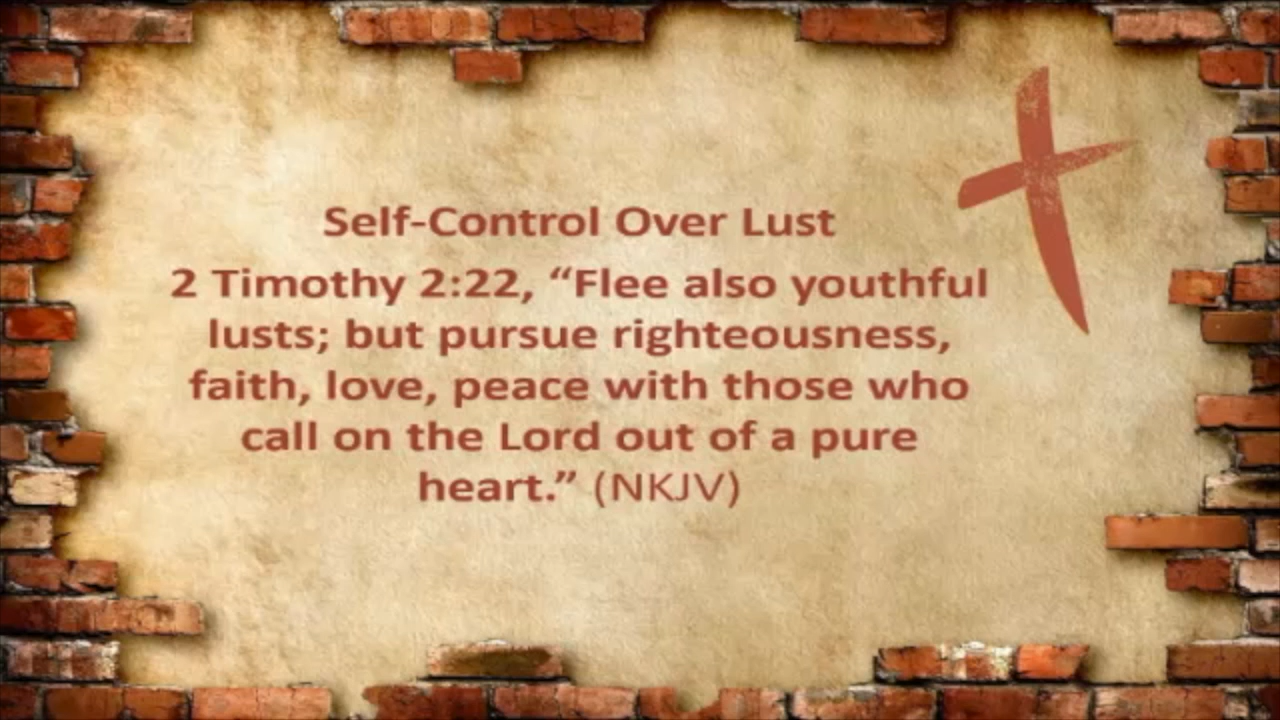 Self-Control Over Lust
2 Timothy 2:22, “Flee also youthful
lusts; but pursue righteousness,
faith, love, peace with those who
call on the Lord out of a pure
heart.” (NKJV)